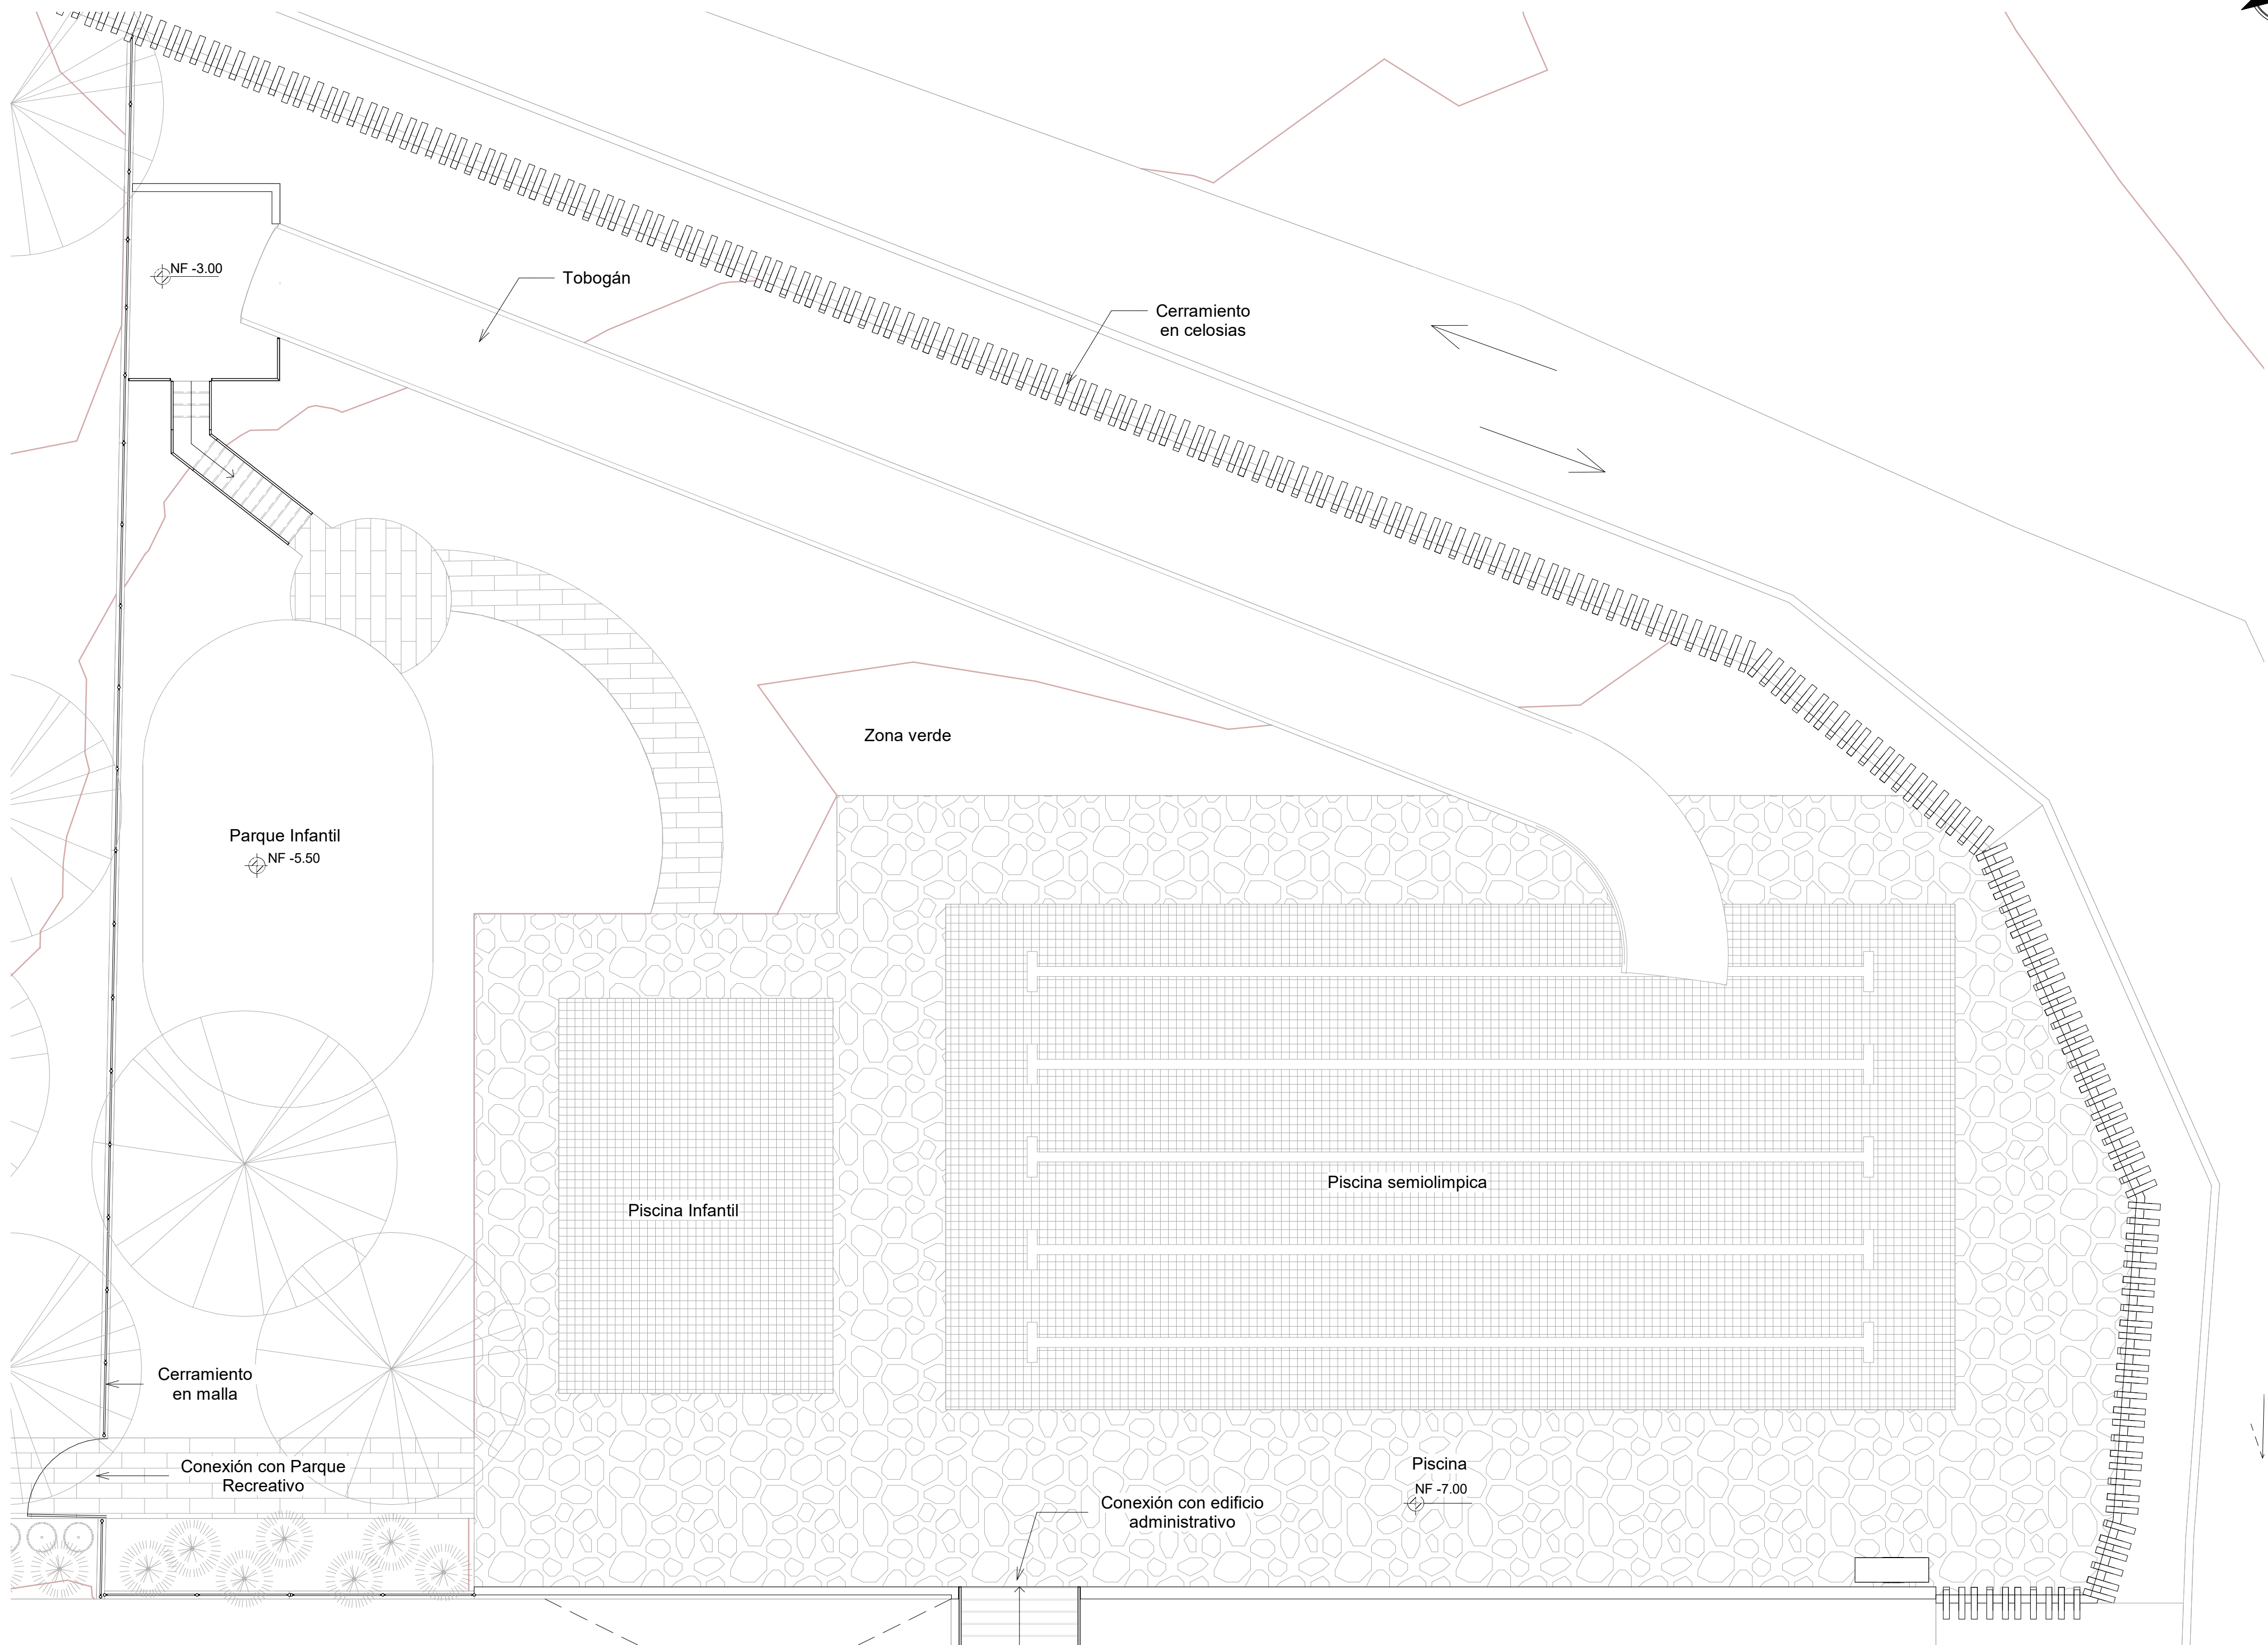 NF -3.00
Tobogán
Cerramiento
en celosias
Zona verde
Parque Infantil
NF -5.50
Piscina semiolimpica
Piscina Infantil
Cerramiento
en malla
Conexión con Parque
Recreativo
Piscina
NF -7.00
Conexión con edificio
administrativo